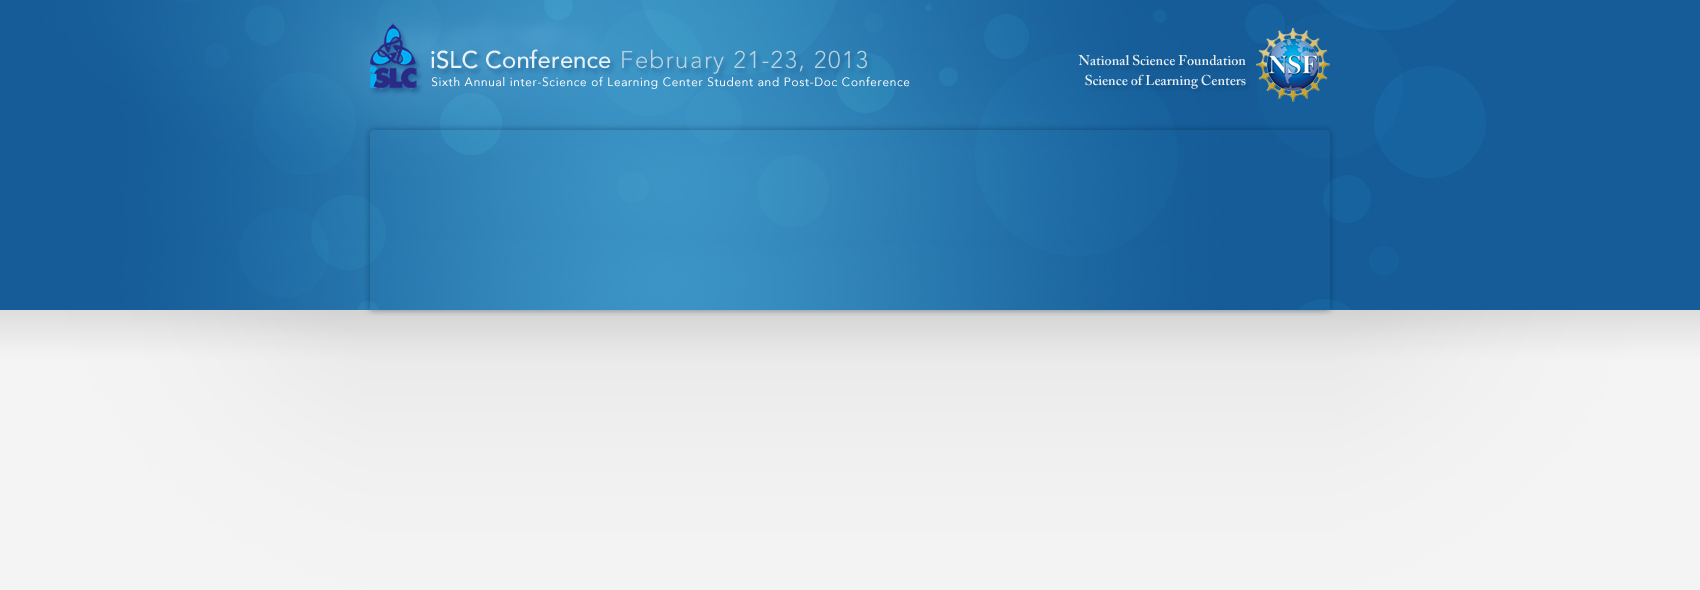 iSLC
iSLC Conference February 21-23, 2013
Sixth Annual inter-Science of Learning Center Student and Post-Doc Conference
National Science Foundation
Science of Learning Centers
NSF